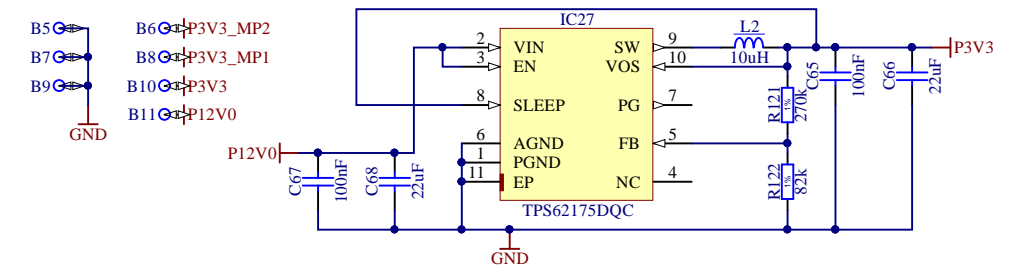 B5
B7
B9
GND
B6 P3V3_MP2
B8 P3V3_MP1
B10 P3V3
B11 P12V0
P12V0
C67
100nF
C68
22uF
IC27
2 VIN
3 EN
8 SLEEP
6 AGND
1 PGND
11 EP
SW 9
VOS 10
PG 7
FB 5
NC 4
TPS62175DQC
GND
L2
10uH
R121
1%
270k
R122
1%
82k
C65
100nF
C66
22uF
P3V3